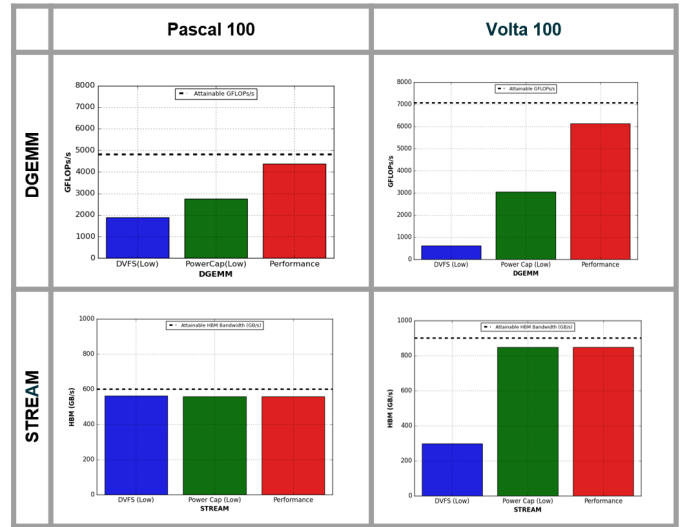 Pascal 100
Volta 100
DGEMM
8000
7000
6000
5000
4000
3000
2000
1000
0
GFLOPs/s
Attainable GFLOPs/s
DVFS(Low)
PowerCap(Low)
Performance
DGEMM
8000
7000
6000
5000
4000
3000
2000
1000
0
GFLOPs/s
Attainable GFLOPs/s
DVFS (Low)
Power Cap (Low)
Performance
DGEMM
STREAM
1000
800
600
400
200
0
HBM (GB/s)
Attainable HBM Bandwidth (GB/s)
DVFS (Low)
Power Cap (Low)
Performance
STREAM
1000
800
600
400
200
0
HBM (GB/s)
Attainable HBM Bandwidth (GB/s)
DVFS (Low)
Power Cap (Low)
Performance
STREAM